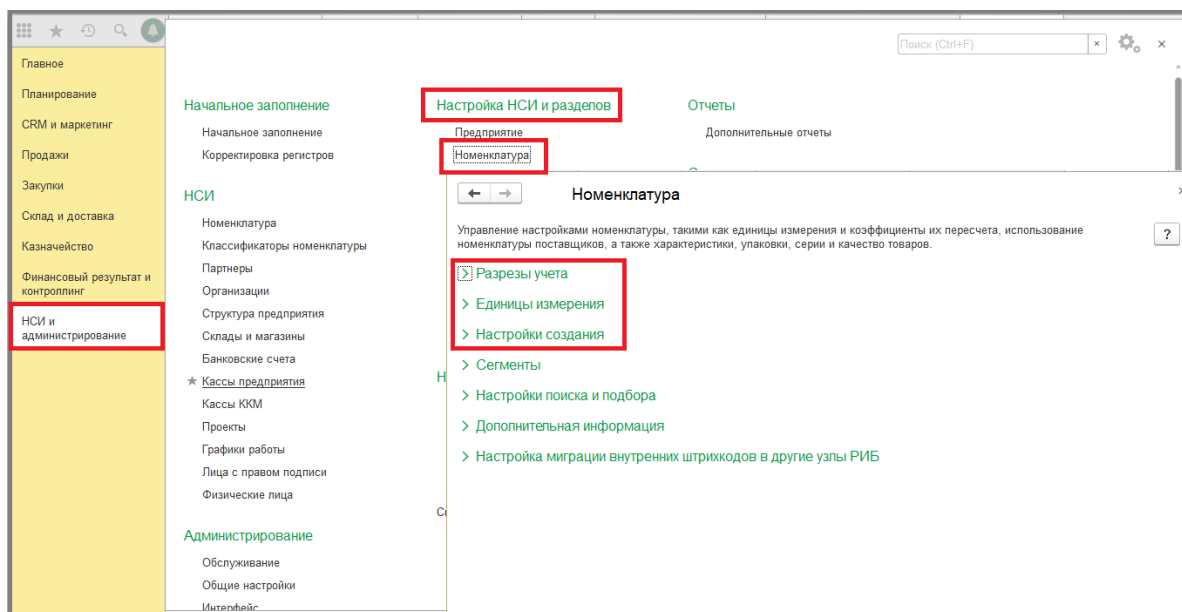 Поиск (Ctrl+F)
Главное
Планирование
CRM и маркетинг
Продажи
Закупки
Склад и доставка
Казначейство
Финансовый результат и
контроллинг
НСИ и
администрирование
Начальное заполнение
Начальное заполнение
Корректировка регистров
НСИ
Номенклатура
Классификаторы номенклатуры
Партнеры
Организации
Структура предприятия
Склады и магазины
Банковские счета
Кассы предприятия
Кассы ККМ
Проекты
Графики работы
Лица с правом подписи
Физические лица
Администрирование
Обслуживание
Общие настройки
Интерфейс
Настройка НСИ и разделов
Предприятие
Номенклатура
Отчеты
Дополнительные отчеты
Номенклатура
Управление настройками номенклатуры, такими как единицы измерения и коэффициенты их пересчета, использование
номенклатуры поставщиков, а также характеристики, упаковки, серии и качество товаров.
?
Разрезы учета
Единицы измерения
Настройки создания
Сегменты
Настройки поиска и подбора
Дополнительная информация
Настройка миграции внутренних штрихкодов в другие узлы РИБ